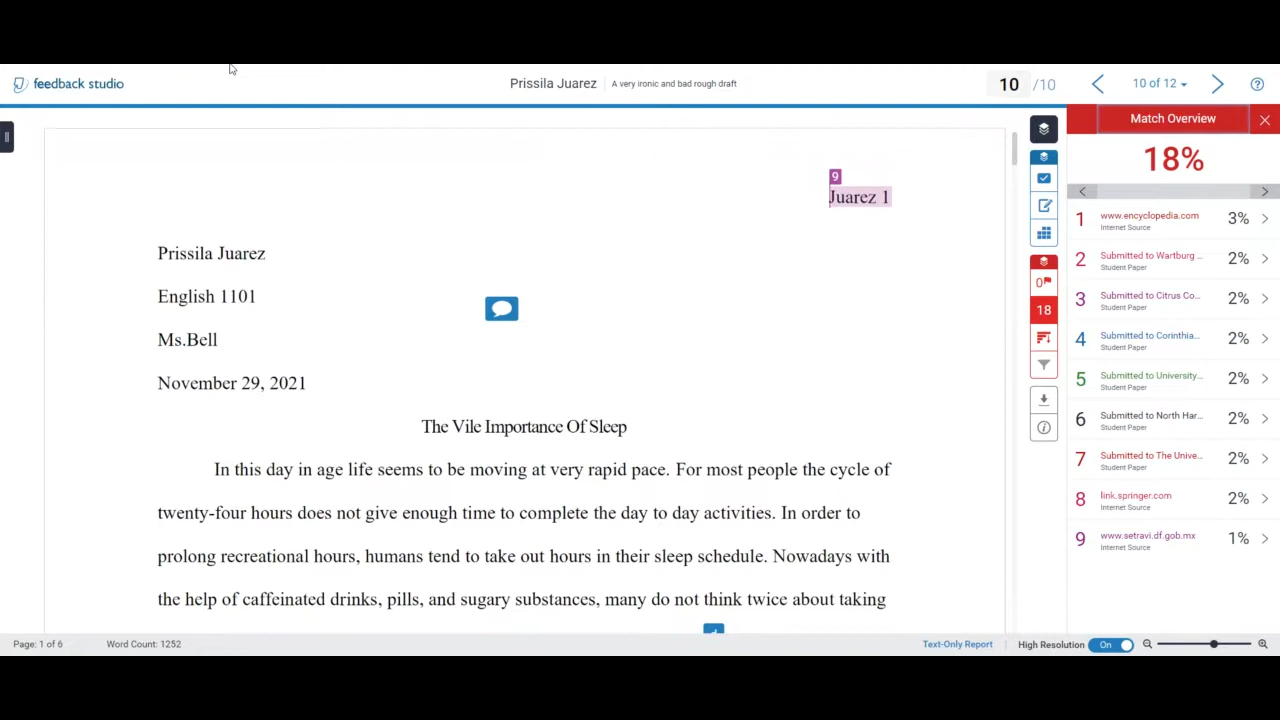 feedback studio
Prissila Juarez
A very ironic and bad rough draft
10 /10
10 of 12
Match Overview
18%
9
Juarez 1
Prissila Juarez
English 1101
Ms.Bell
November 29, 2021
The Vile Importance Of Sleep
In this day in age life seems to be moving at very rapid pace. For most people the cycle of
twenty-four hours does not give enough time to complete the day to day activities. In order to
prolong recreational hours, humans tend to take out hours in their sleep schedule. Nowadays with
the help of caffeinated drinks, pills, and sugary substances, many do not think twice about taking
0
18
1 www.encyclopedia.com 3%
Internet Source
2 Submitted to Wartburg ... 2%
Student Paper
3 Submitted to Citrus Co... 2%
Student Paper
4 Submitted to Corinthia... 2%
Student Paper
5 Submitted to University... 2%
Student Paper
6 Submitted to North Har... 2%
Student Paper
7 Submitted to The Unive... 2%
Student Paper
8 link.springer.com 2%
Internet Source
9 www.setravi.df.gob.mx 1%
Internet Source
Page: 1 of 6
Word Count: 1252
Text-Only Report
High Resolution
On